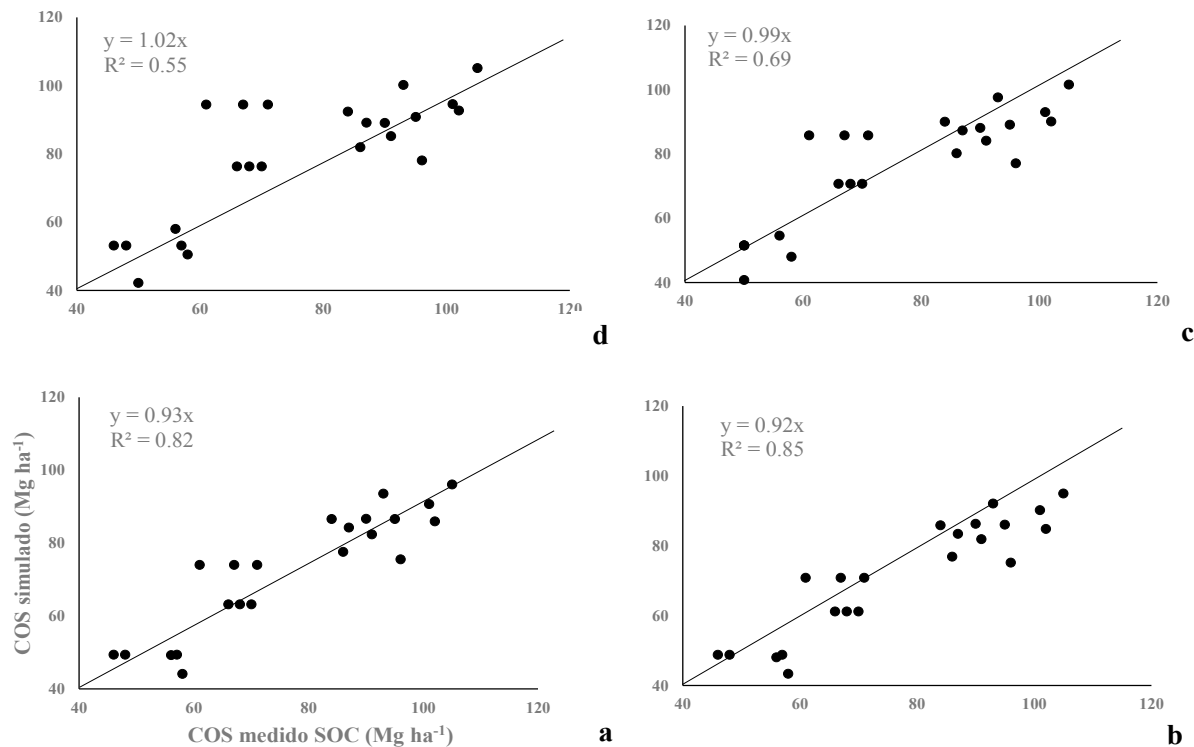 120
100
80
60
40
y = 1.02x
R² = 0.55
40 60 80 100 120
d
120
100
80
60
40
y = 0.99x
R² = 0.69
40 60 80 100 120
c
COS simulado (Mg ha⁻¹)
120
100
80
60
40
y = 0.93x
R² = 0.82
40 60 80 100 120
COS medido SOC (Mg ha⁻¹)
a
120
100
80
60
40
y = 0.92x
R² = 0.85
40 60 80 100 120
b